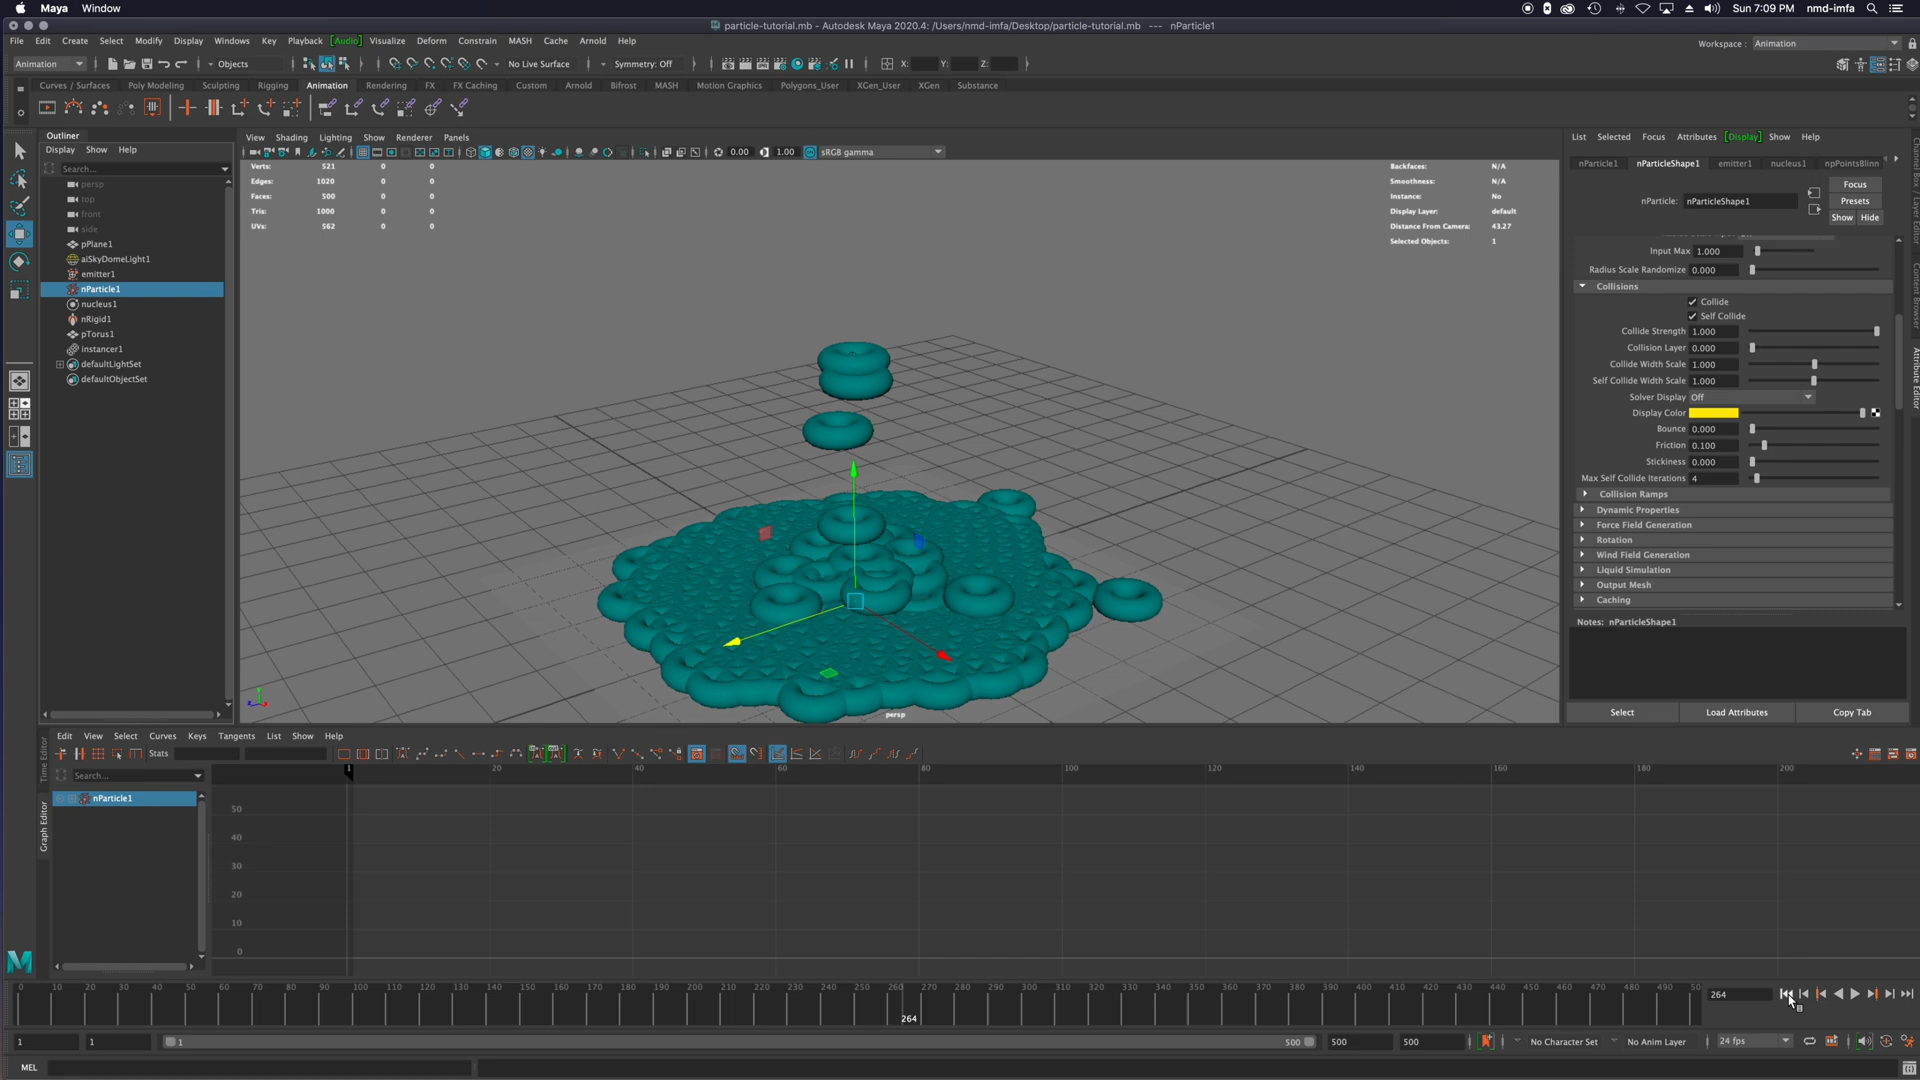 Maya Window
Sun 7:09 PM nmd-imfa
particle-tutorial.mb - Autodesk Maya 2020.4: /Users/nmd-imfa/Desktop/particle-tutorial.mb --- nParticle1
File Edit Create Select Modify Display Windows Key Playback [Audio] Visualize Deform Constrain MASH Cache Arnold Help
Workspace : Animation
Animation Objects No Live Surface Symmetry: Off X: Y: Z:
Curves / Surfaces Poly Modeling Sculpting Rigging Animation Rendering FX FX Caching Custom Arnold Bifrost MASH Motion Graphics Polygons_User XGen_User XGen Substance
Outliner
Display Show Help
Search...
persp
top
front
side
pPlane1
aiSkyDomeLight1
emitter1
nParticle1
nucleus1
nRigid1
pTorus1
instancer1
defaultLightSet
defaultObjectSet
View Shading Lighting Show Renderer Panels
0.00 1.00 sRGB gamma
Verts: 521 0 0
Edges: 1020 0 0
Faces: 500 0 0
Tris: 1000 0 0
UVs: 562 0 0
Backfaces: N/A
Smoothness: N/A
Instance: No
Display Layer: default
Distance From Camera: 43.27
Selected Objects: 1
persp
List Selected Focus Attributes [Display] Show Help
nParticle1 nParticleShape1 emitter1 nucleus1 npPointsBlinn
Focus
nParticle: nParticleShape1
Presets
Show Hide
Input Max 1.000
Radius Scale Randomize 0.000
Collisions
Collide
Self Collide
Collide Strength 1.000
Collision Layer 0.000
Collide Width Scale 1.000
Self Collide Width Scale 1.000
Solver Display Off
Display Color
Bounce 0.000
Friction 0.100
Stickiness 0.000
Max Self Collide Iterations 4
Collision Ramps
Dynamic Properties
Force Field Generation
Rotation
Wind Field Generation
Liquid Simulation
Output Mesh
Caching
Notes: nParticleShape1
Select Load Attributes Copy Tab
Channel Box / Layer Editor
Content Browser
Attribute Editor
Time Editor
Graph Editor
Edit View Select Curves Keys Tangents List Show Help
Stats
Search...
nParticle1
1 20 40 60 80 100 120 140 160 180 200
50
40
30
20
10
0
0 10 20 30 40 50 60 70 80 90 100 110 120 130 140 150 160 170 180 190 200 210 220 230 240 250 260 270 280 290 300 310 320 330 340 350 360 370 380 390 400 410 420 430 440 450 460 470 480 490 50
264
264
1 1 1 500 500 500 No Character Set No Anim Layer 24 fps
MEL